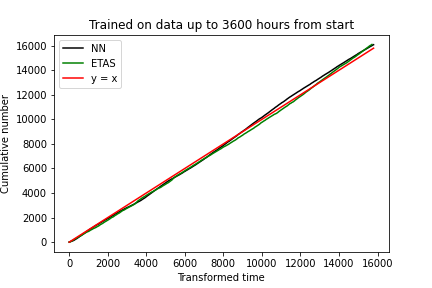 Trained on data up to 3600 hours from start
NN
ETAS
y = x
Cumulative number
16000
14000
12000
10000
8000
6000
4000
2000
0
0 2000 4000 6000 8000 10000 12000 14000 16000
Transformed time